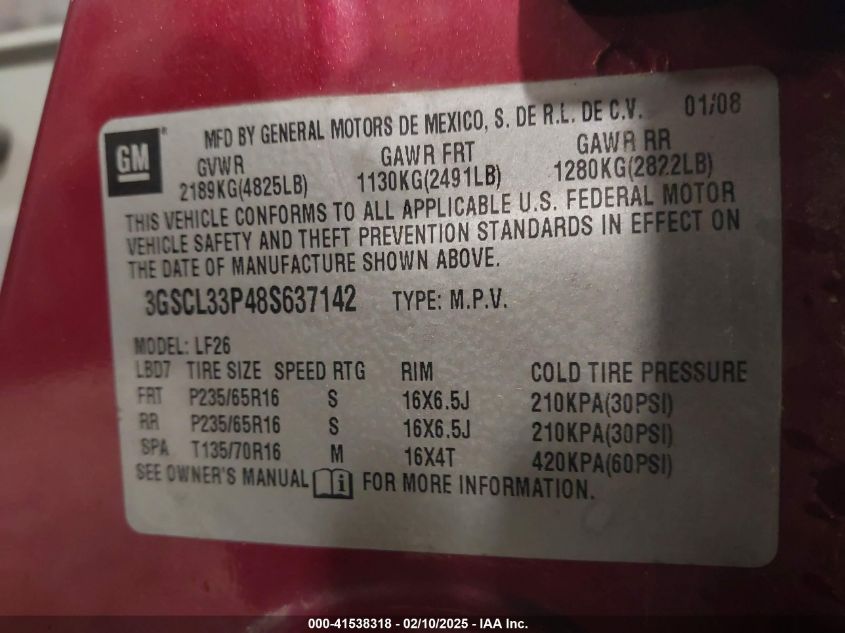 GM
MFD BY GENERAL MOTORS DE MEXICO, S. DE R.L. DE C.V. 01/08
GVWR GAWR FRT GAWR RR
2189KG(4825LB) 1130KG(2491LB) 1280KG(2822LB)
THIS VEHICLE CONFORMS TO ALL APPLICABLE U.S. FEDERAL MOTOR
VEHICLE SAFETY AND THEFT PREVENTION STANDARDS IN EFFECT ON
THE DATE OF MANUFACTURE SHOWN ABOVE.
3GSCL33P48S637142 TYPE: M.P.V.
MODEL: LF26
LBD7 TIRE SIZE SPEED RTG RIM COLD TIRE PRESSURE
FRT P235/65R16 S 16X6.5J 210KPA(30PSI)
RR P235/65R16 S 16X6.5J 210KPA(30PSI)
SPA T135/70R16 M 16X4T 420KPA(60PSI)
SEE OWNER'S MANUAL i FOR MORE INFORMATION.
000-41538318 - 02/10/2025 - IAA Inc.